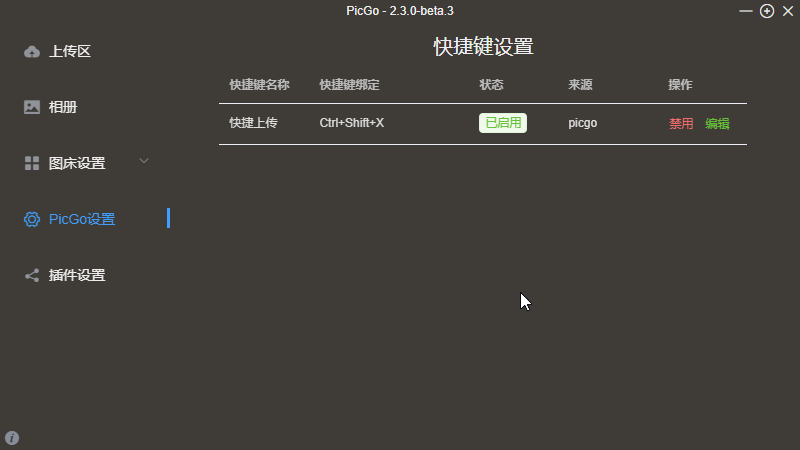 PicGo - 2.3.0-beta.3
上传区
相册
图床设置
PicGo设置
插件设置
快捷键设置
快捷键名称 快捷键绑定 状态 来源 操作
快捷上传 Ctrl+Shift+X 已启用 picgo 禁用 编辑